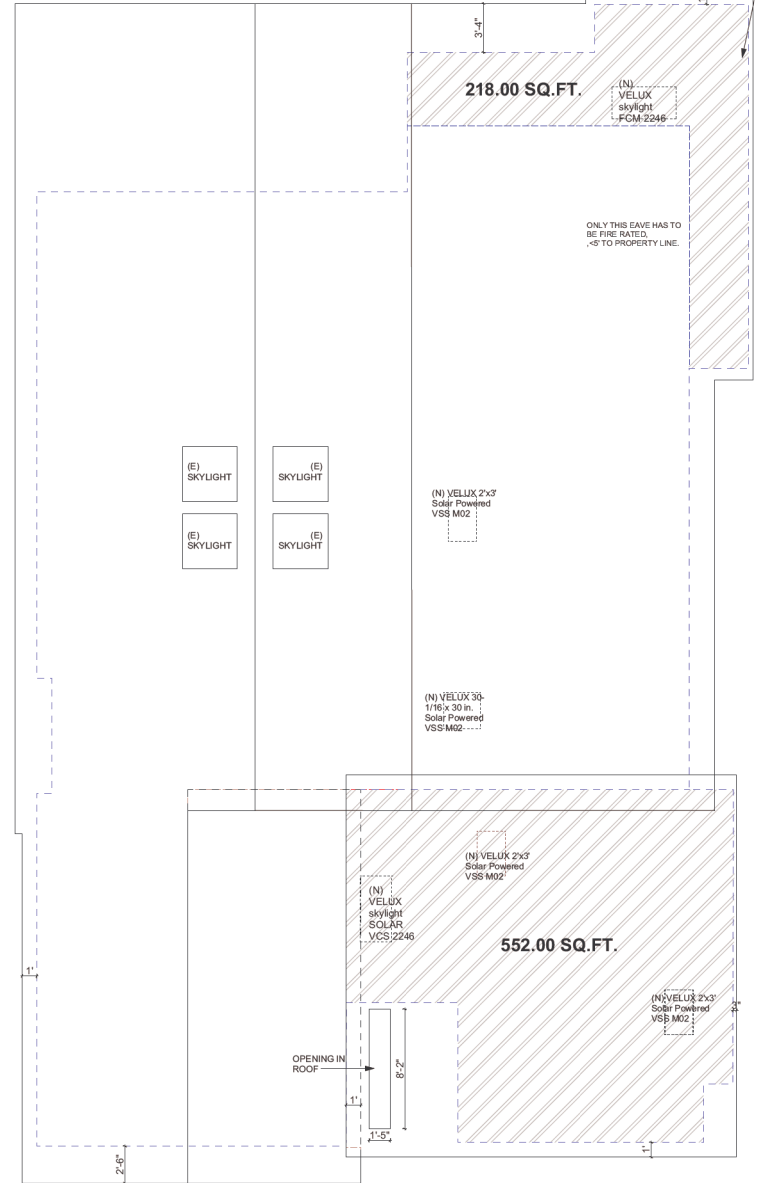 3'-4"
218.00 SQ.FT.
(N)
VELUX
skylight
FCM 2246
ONLY THIS EAVE HAS TO
BE FIRE RATED,
,<5' TO PROPERTY LINE.
(E)
SKYLIGHT
(E)
SKYLIGHT
(E)
SKYLIGHT
(E)
SKYLIGHT
(N) VELUX 2'x3'
Solar Powered
VSS M02
(N) VELUX 30-
1/16 x 30 in.
Solar Powered
VSS M02
(N) VELUX 2'x3'
Solar Powered
VSS M02
(N)
VELUX
skylight
SOLAR
VCS 2246
552.00 SQ.FT.
1'
(N) VELUX 2'x3'
Solar Powered
VSS M02
3"
OPENING IN
ROOF
8'-2"
1'
1'-5"
2'-6"
1'